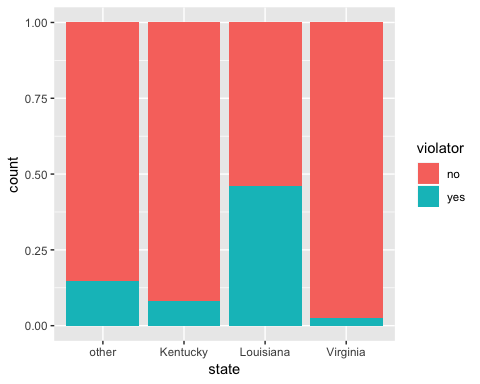 1.00
0.75
0.50
0.25
0.00
count
other Kentucky Louisiana Virginia
state
violator
no
yes